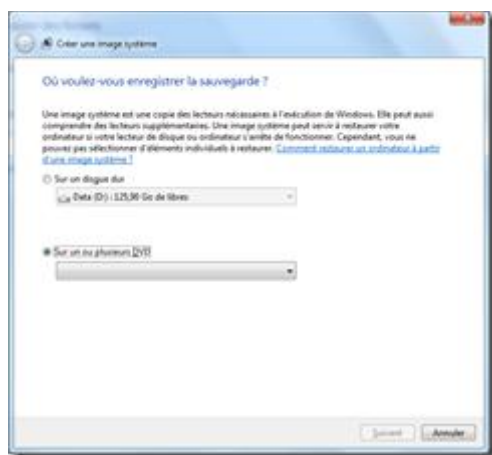 Créer une image système
Où voulez-vous enregistrer la sauvegarde ?
Une image système est une copie des lecteurs nécessaires à l'exécution de Windows. Elle peut aussi
comprendre des lecteurs supplémentaires. Une image système peut servir à restaurer votre
ordinateur si votre lecteur de disque ou ordinateur s'arrête de fonctionner. Cependant, vous ne
pouvez pas sélectionner d'éléments individuels à restaurer. Comment restaurer un ordinateur à partir
d'une image système ?
Sur un disque dur
Data (D:) : 125,90 Go de libres
Sur un ou plusieurs DVD
Suivant
Annuler